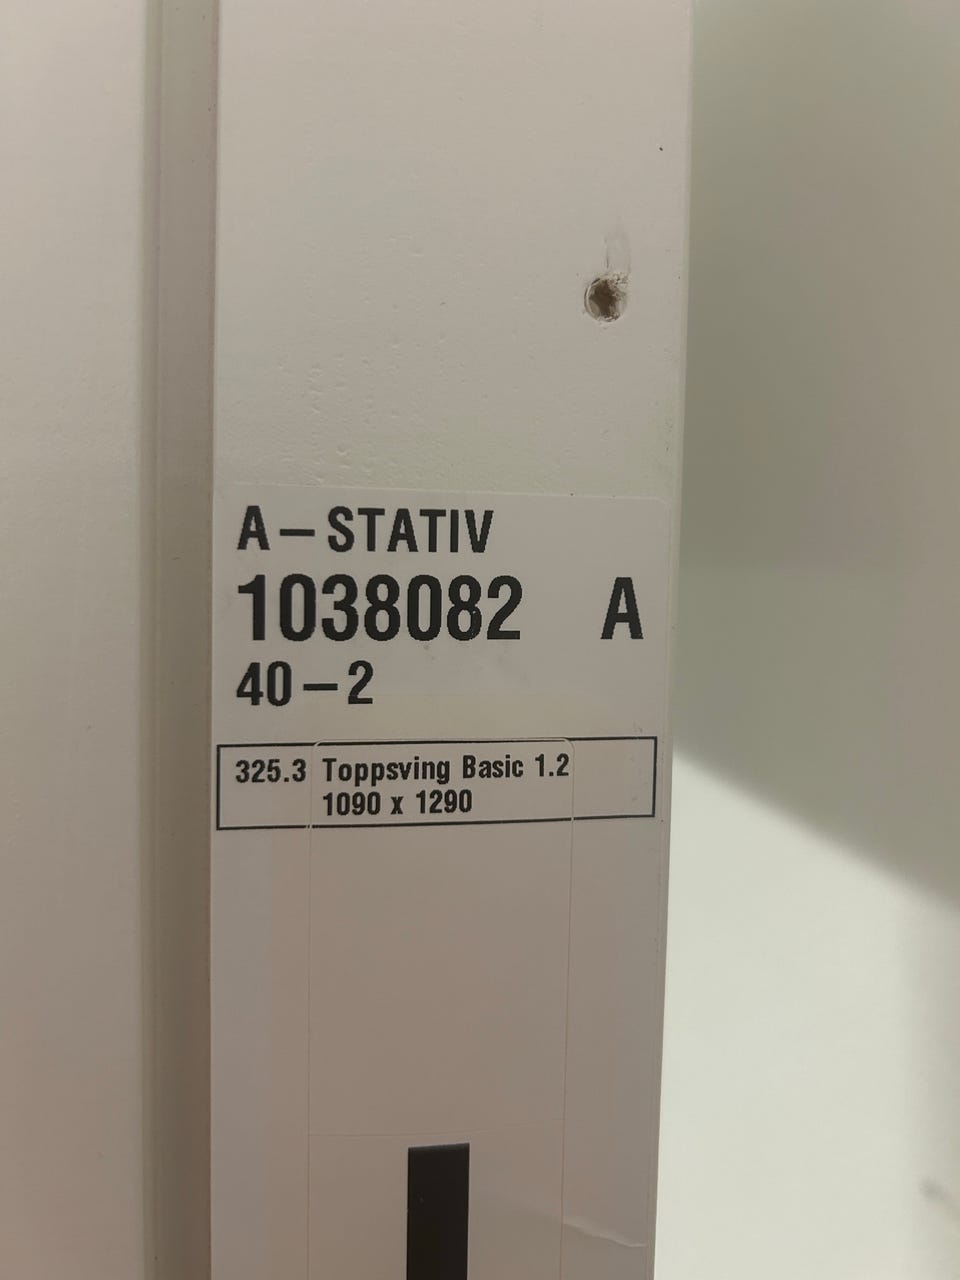 A-STATIV
1038082 A
40-2
325.3 Toppsving Basic 1.2
1090 x 1290